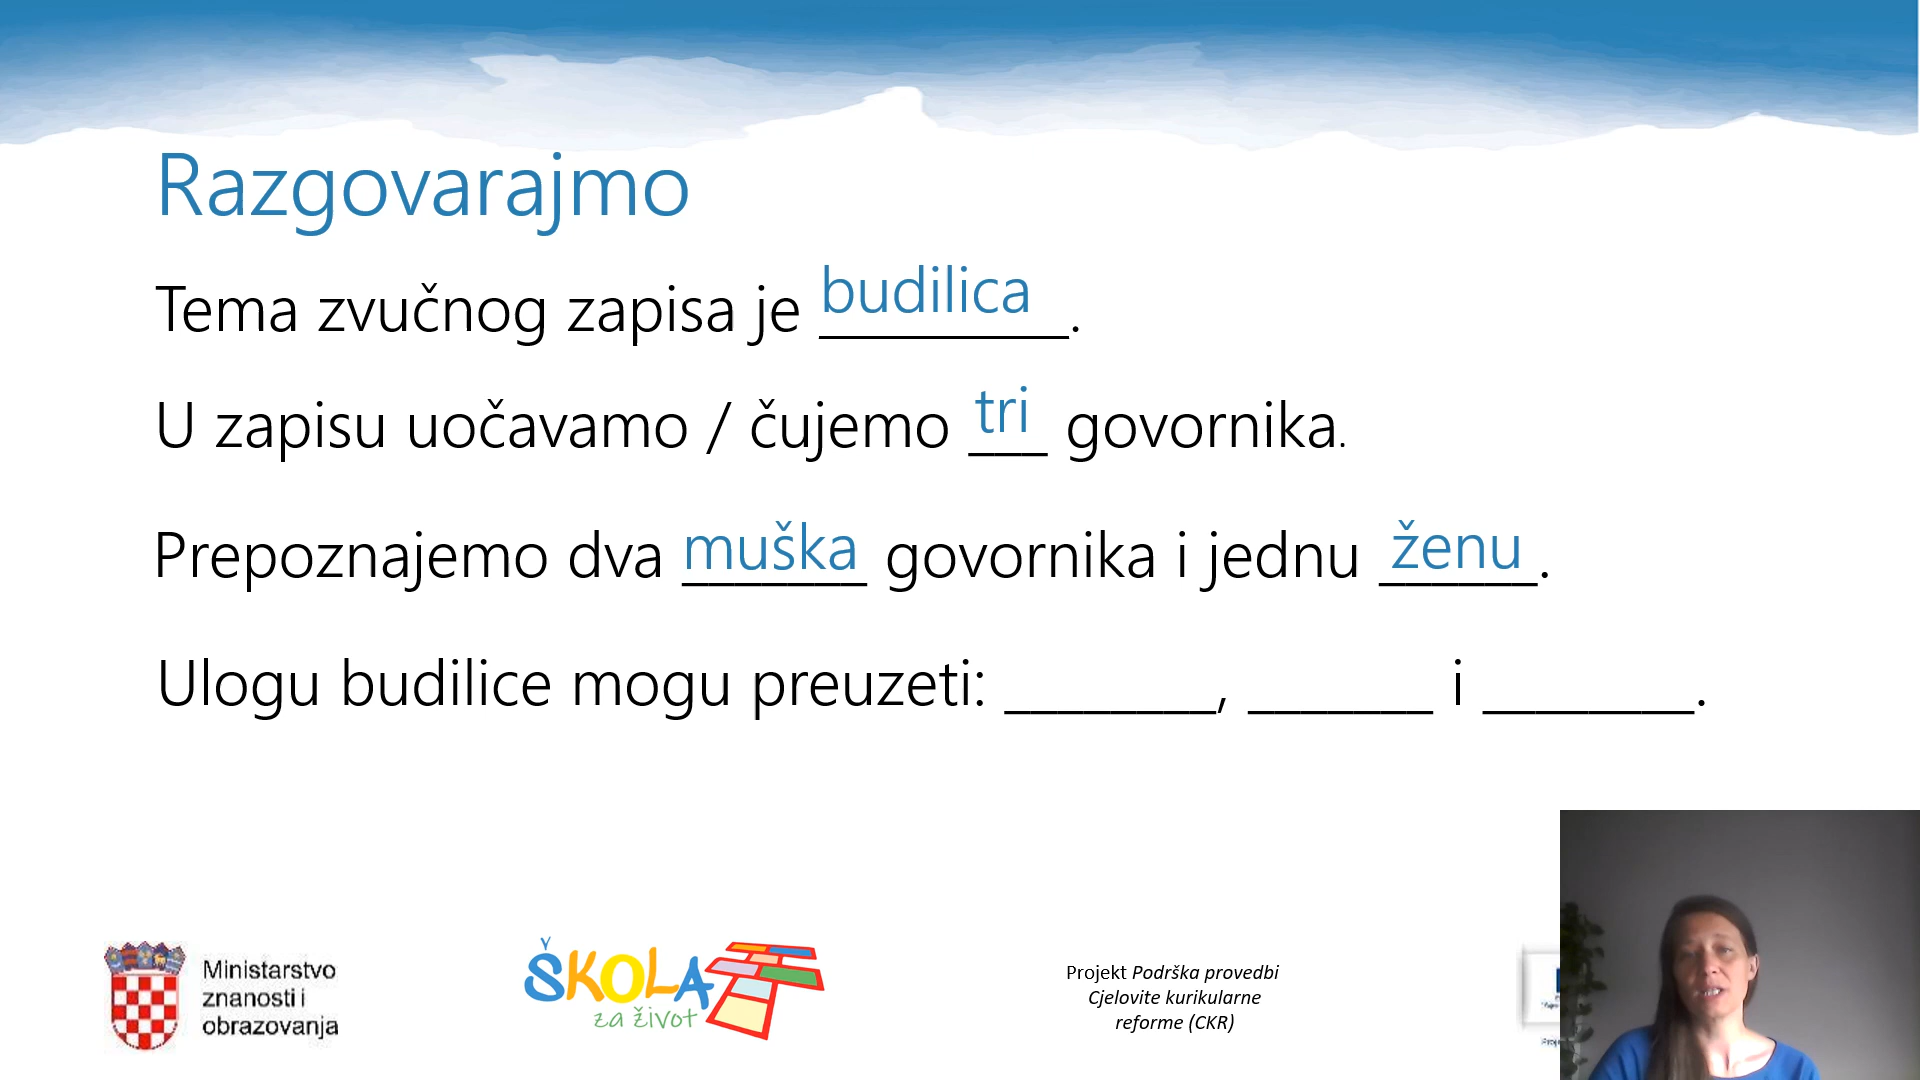 Razgovarajmo
Tema zvučnog zapisa je budilica.
U zapisu uočavamo / čujemo tri govornika.
Prepoznajemo dva muška govornika i jednu ženu.
Ulogu budilice mogu preuzeti: ________, _______ i ________.
Ministarstvo
znanosti i
obrazovanja
ŠKOLA
za život
Projekt Podrška provedbi
Cjelovite kurikularne
reforme (CKR)